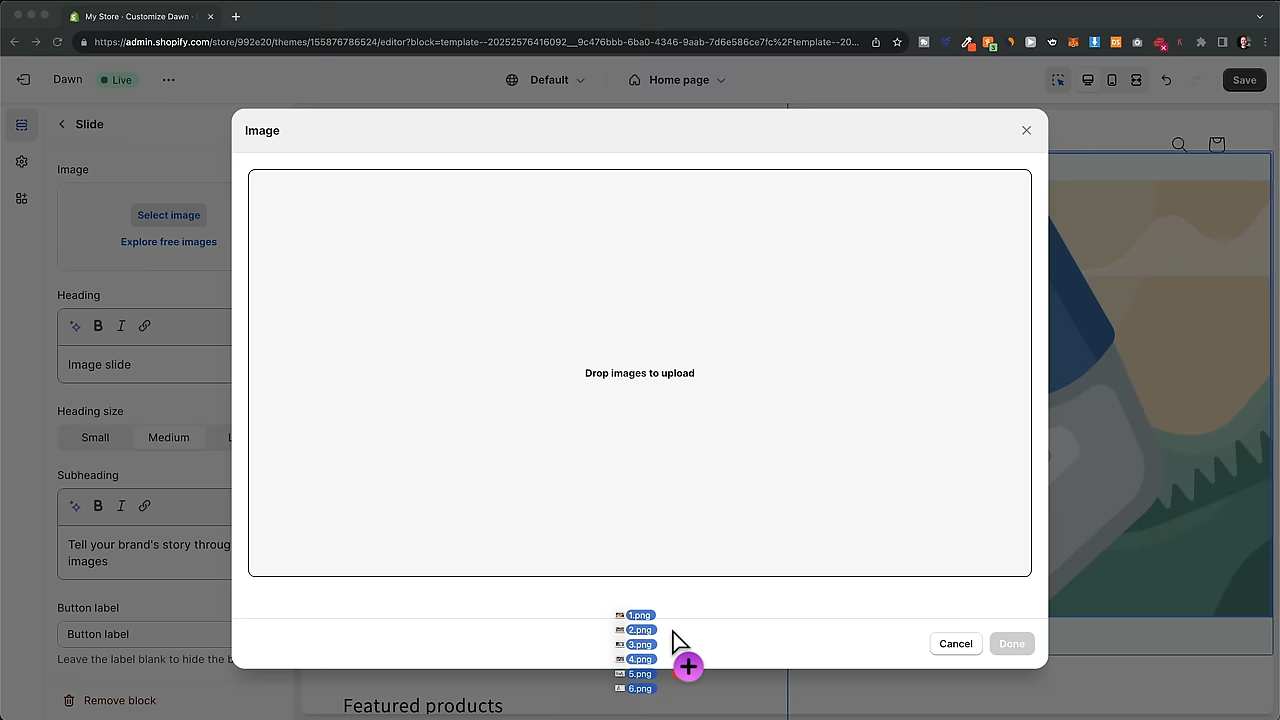 My Store · Customize Dawn ·
https://admin.shopify.com/store/992e20/themes/155876786524/editor?block=template--20252576416092__9c476bbb-6ba0-4346-9aab-7d6e586ce7fc%2Ftemplate--20...
Dawn
Live
Default
Home page
Save
Slide
Image
Image
Select image
Explore free images
Heading
B I
Image slide
Heading size
Small
Medium
L
Subheading
B I
Tell your brand's story throug
images
Button label
Button label
Leave the label blank to hide the b
Remove block
Drop images to upload
1.png
2.png
3.png
4.png
5.png
6.png
Cancel
Done
Featured products